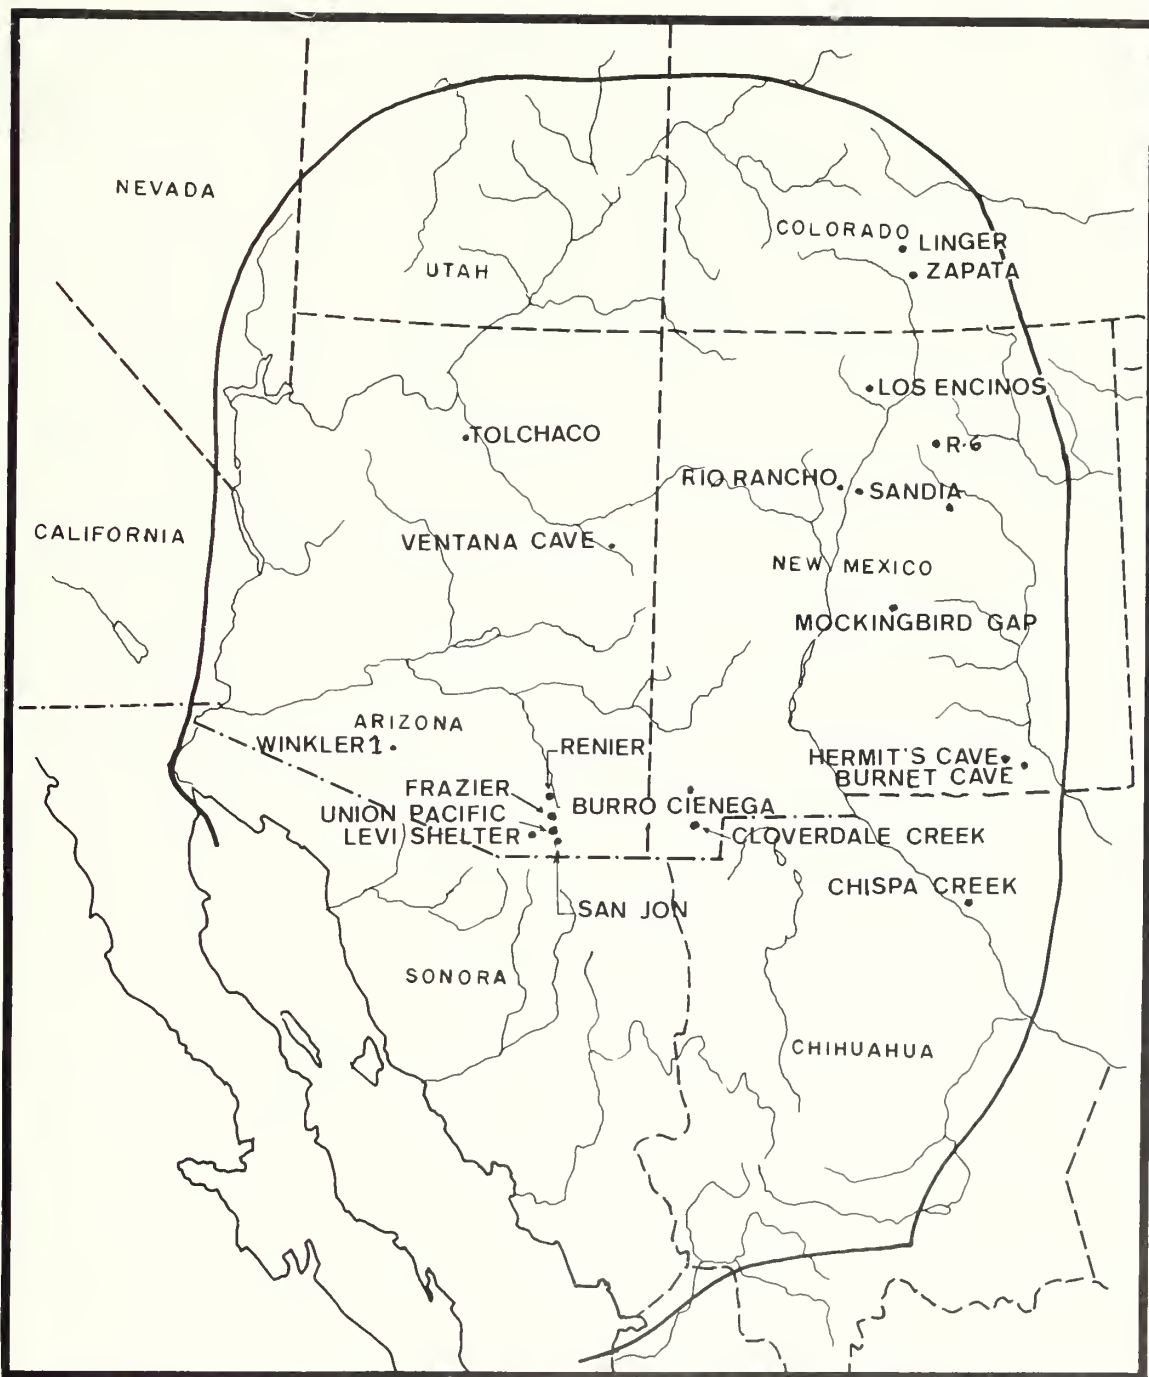 NEVADA
COLORADO
LINGER
ZAPATA
UTAH
LOS ENCINOS
TOLCHACO
R-6
RIO RANCHO
SANDIA
CALIFORNIA
VENTANA CAVE
NEW MEXICO
MOCKINGBIRD GAP
ARIZONA
WINKLER 1
RENIER
HERMIT'S CAVE
BURNET CAVE
FRAZIER
BURRO CIENEGA
UNION PACIFIC
LEVI SHELTER
CLOVERDALE CREEK
CHISPA CREEK
SAN JON
SONORA
CHIHUAHUA